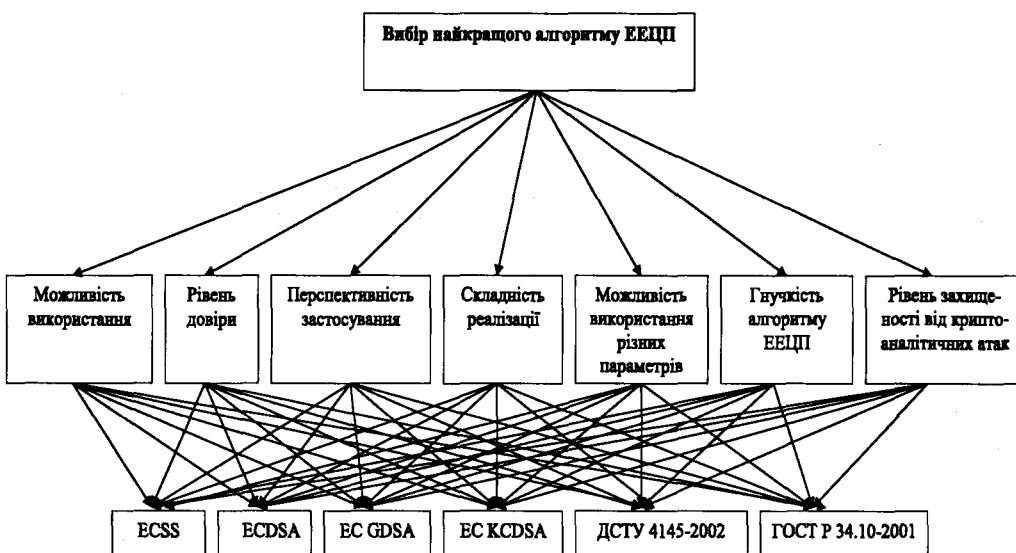 Вибір найкращого алгоритму ЕЕЦП
Можливість
використання
Рівень
довіри
Перспективність
застосування
Складність
реалізації
Можливість
використання
різних
параметрів
Гнучкість
алгоритму
ЕЕЦП
Рівень захище-
ності від крипто-
аналітичних атак
ECSS
ECDSA
EC GDSA
EC KCDSA
ДСТУ 4145-2002
ГОСТ Р 34.10-2001